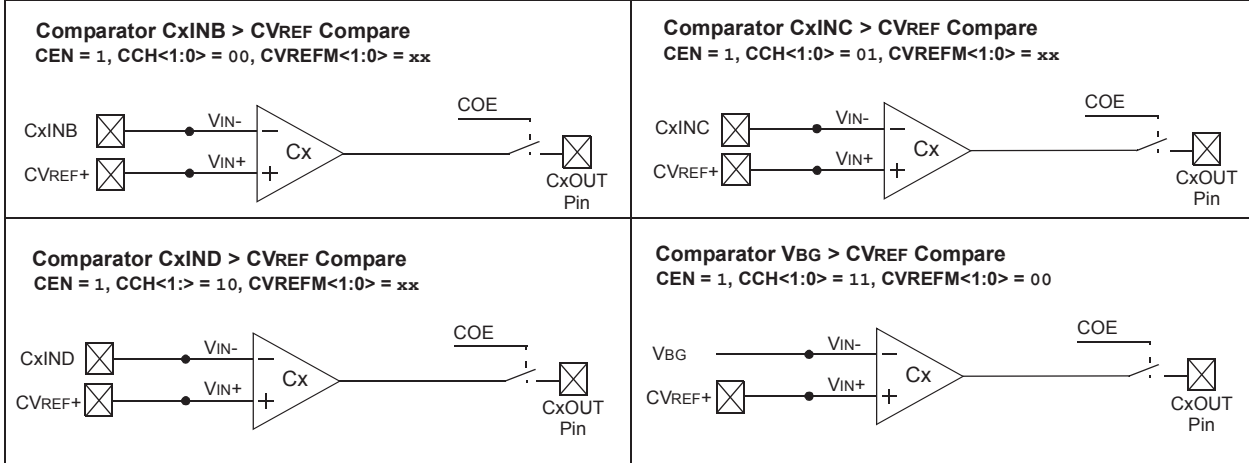 Comparator CxINB > CVREF Compare
CEN = 1, CCH<1:0> = 00, CVREFM<1:0> = xx
COE
CxINB
VIN-
Cx
CVREF+
VIN+
CxOUT
Pin
Comparator CxINC > CVREF Compare
CEN = 1, CCH<1:0> = 01, CVREFM<1:0> = xx
COE
CxINC
VIN-
Cx
CVREF+
VIN+
CxOUT
Pin
Comparator CxIND > CVREF Compare
CEN = 1, CCH<1:> = 10, CVREFM<1:0> = xx
COE
CxIND
VIN-
Cx
CVREF+
VIN+
CxOUT
Pin
Comparator VBG > CVREF Compare
CEN = 1, CCH<1:0> = 11, CVREFM<1:0> = 00
COE
VBG
VIN-
Cx
CVREF+
VIN+
CxOUT
Pin